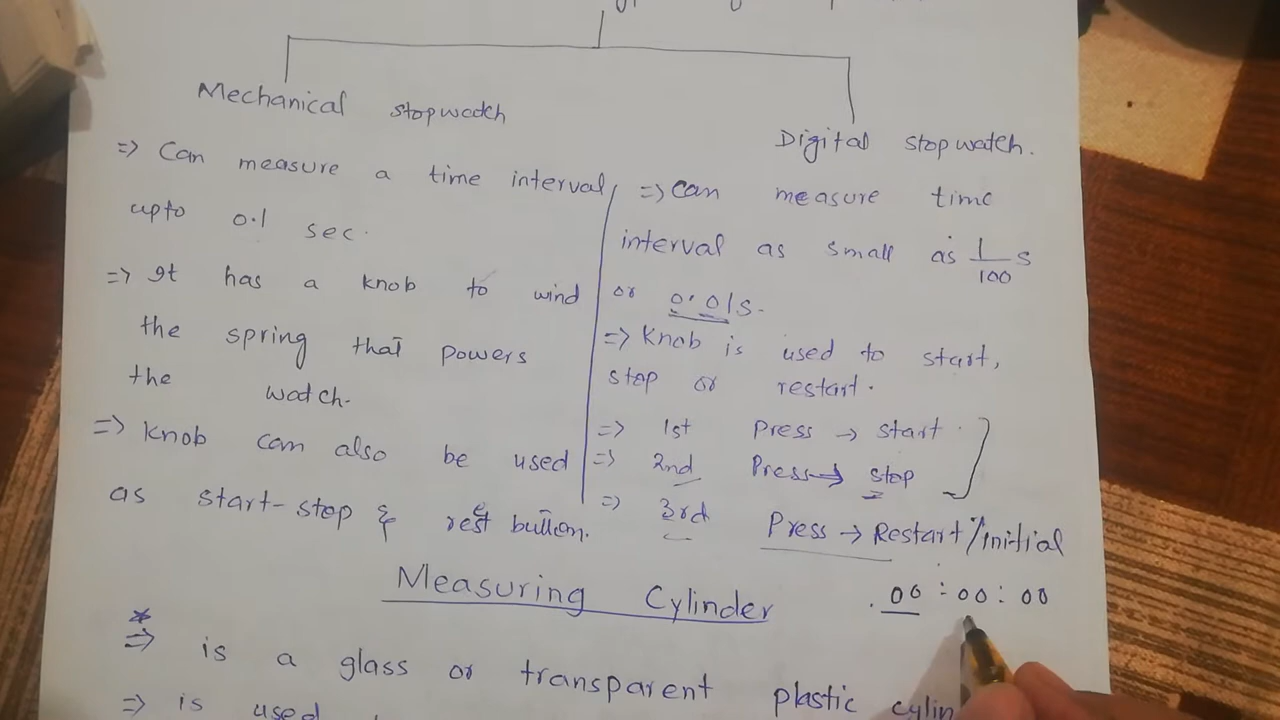 Mechanical stopwatch
=> Can measure a time interval
upto 0.1 sec.
=> It has a knob to wind
the spring that powers
the watch.
=> Knob can also be used
as start-stop & reset button.
Digital stopwatch.
=> Can measure time
interval as small as 1/100 s
or 0.01s.
=> Knob is used to start,
stop or restart.
=> 1st Press → start.
=> 2nd Press → stop
=> 3rd Press → Restart/initial
00:00:00
Measuring Cylinder
=> is a glass or transparent plastic
=> is used